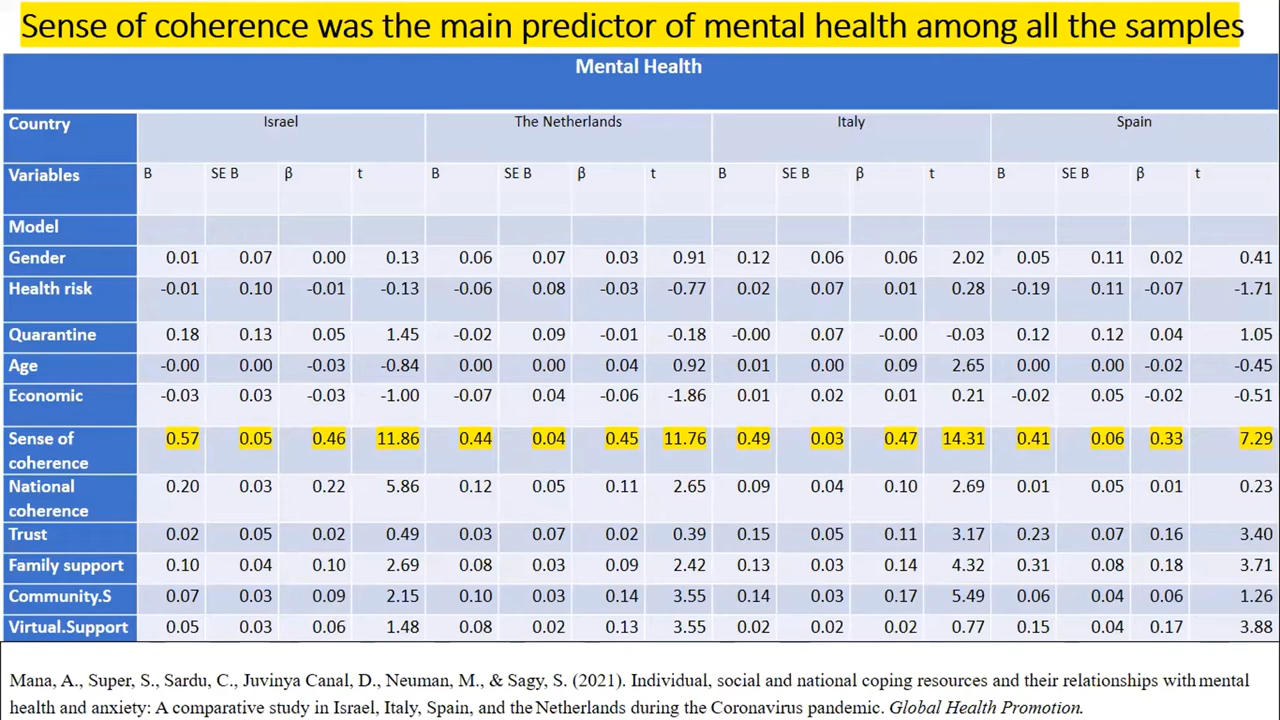 Sense of coherence was the main predictor of mental health among all the samples
Mental Health
Country Israel The Netherlands Italy Spain
Variables B SE B β t B SE B β t B SE B β t B SE B β t
Model
Gender 0.01 0.07 0.00 0.13 0.06 0.07 0.03 0.91 0.12 0.06 0.06 2.02 0.05 0.11 0.02 0.41
Health risk -0.01 0.10 -0.01 -0.13 -0.06 0.08 -0.03 -0.77 0.02 0.07 0.01 0.28 -0.19 0.11 -0.07 -1.71
Quarantine 0.18 0.13 0.05 1.45 -0.02 0.09 -0.01 -0.18 -0.00 0.07 -0.00 -0.03 0.12 0.12 0.04 1.05
Age -0.00 0.00 -0.03 -0.84 0.00 0.00 0.04 0.92 0.01 0.00 0.09 2.65 0.00 0.00 -0.02 -0.45
Economic -0.03 0.03 -0.03 -1.00 -0.07 0.04 -0.06 -1.86 0.01 0.02 0.01 0.21 -0.02 0.05 -0.02 -0.51
Sense of 0.57 0.05 0.46 11.86 0.44 0.04 0.45 11.76 0.49 0.03 0.47 14.31 0.41 0.06 0.33 7.29
coherence
National 0.20 0.03 0.22 5.86 0.12 0.05 0.11 2.65 0.09 0.04 0.10 2.69 0.01 0.05 0.01 0.23
coherence
Trust 0.02 0.05 0.02 0.49 0.03 0.07 0.02 0.39 0.15 0.05 0.11 3.17 0.23 0.07 0.16 3.40
Family support 0.10 0.04 0.10 2.69 0.08 0.03 0.09 2.42 0.13 0.03 0.14 4.32 0.31 0.08 0.18 3.71
Community.S 0.07 0.03 0.09 2.15 0.10 0.03 0.14 3.55 0.14 0.03 0.17 5.49 0.06 0.04 0.06 1.26
Virtual.Support 0.05 0.03 0.06 1.48 0.08 0.02 0.13 3.55 0.02 0.02 0.02 0.77 0.15 0.04 0.17 3.88
Mana, A., Super, S., Sardu, C., Juvinya Canal, D., Neuman, M., & Sagy, S. (2021). Individual, social and national coping resources and their relationships with mental
health and anxiety: A comparative study in Israel, Italy, Spain, and the Netherlands during the Coronavirus pandemic. Global Health Promotion.